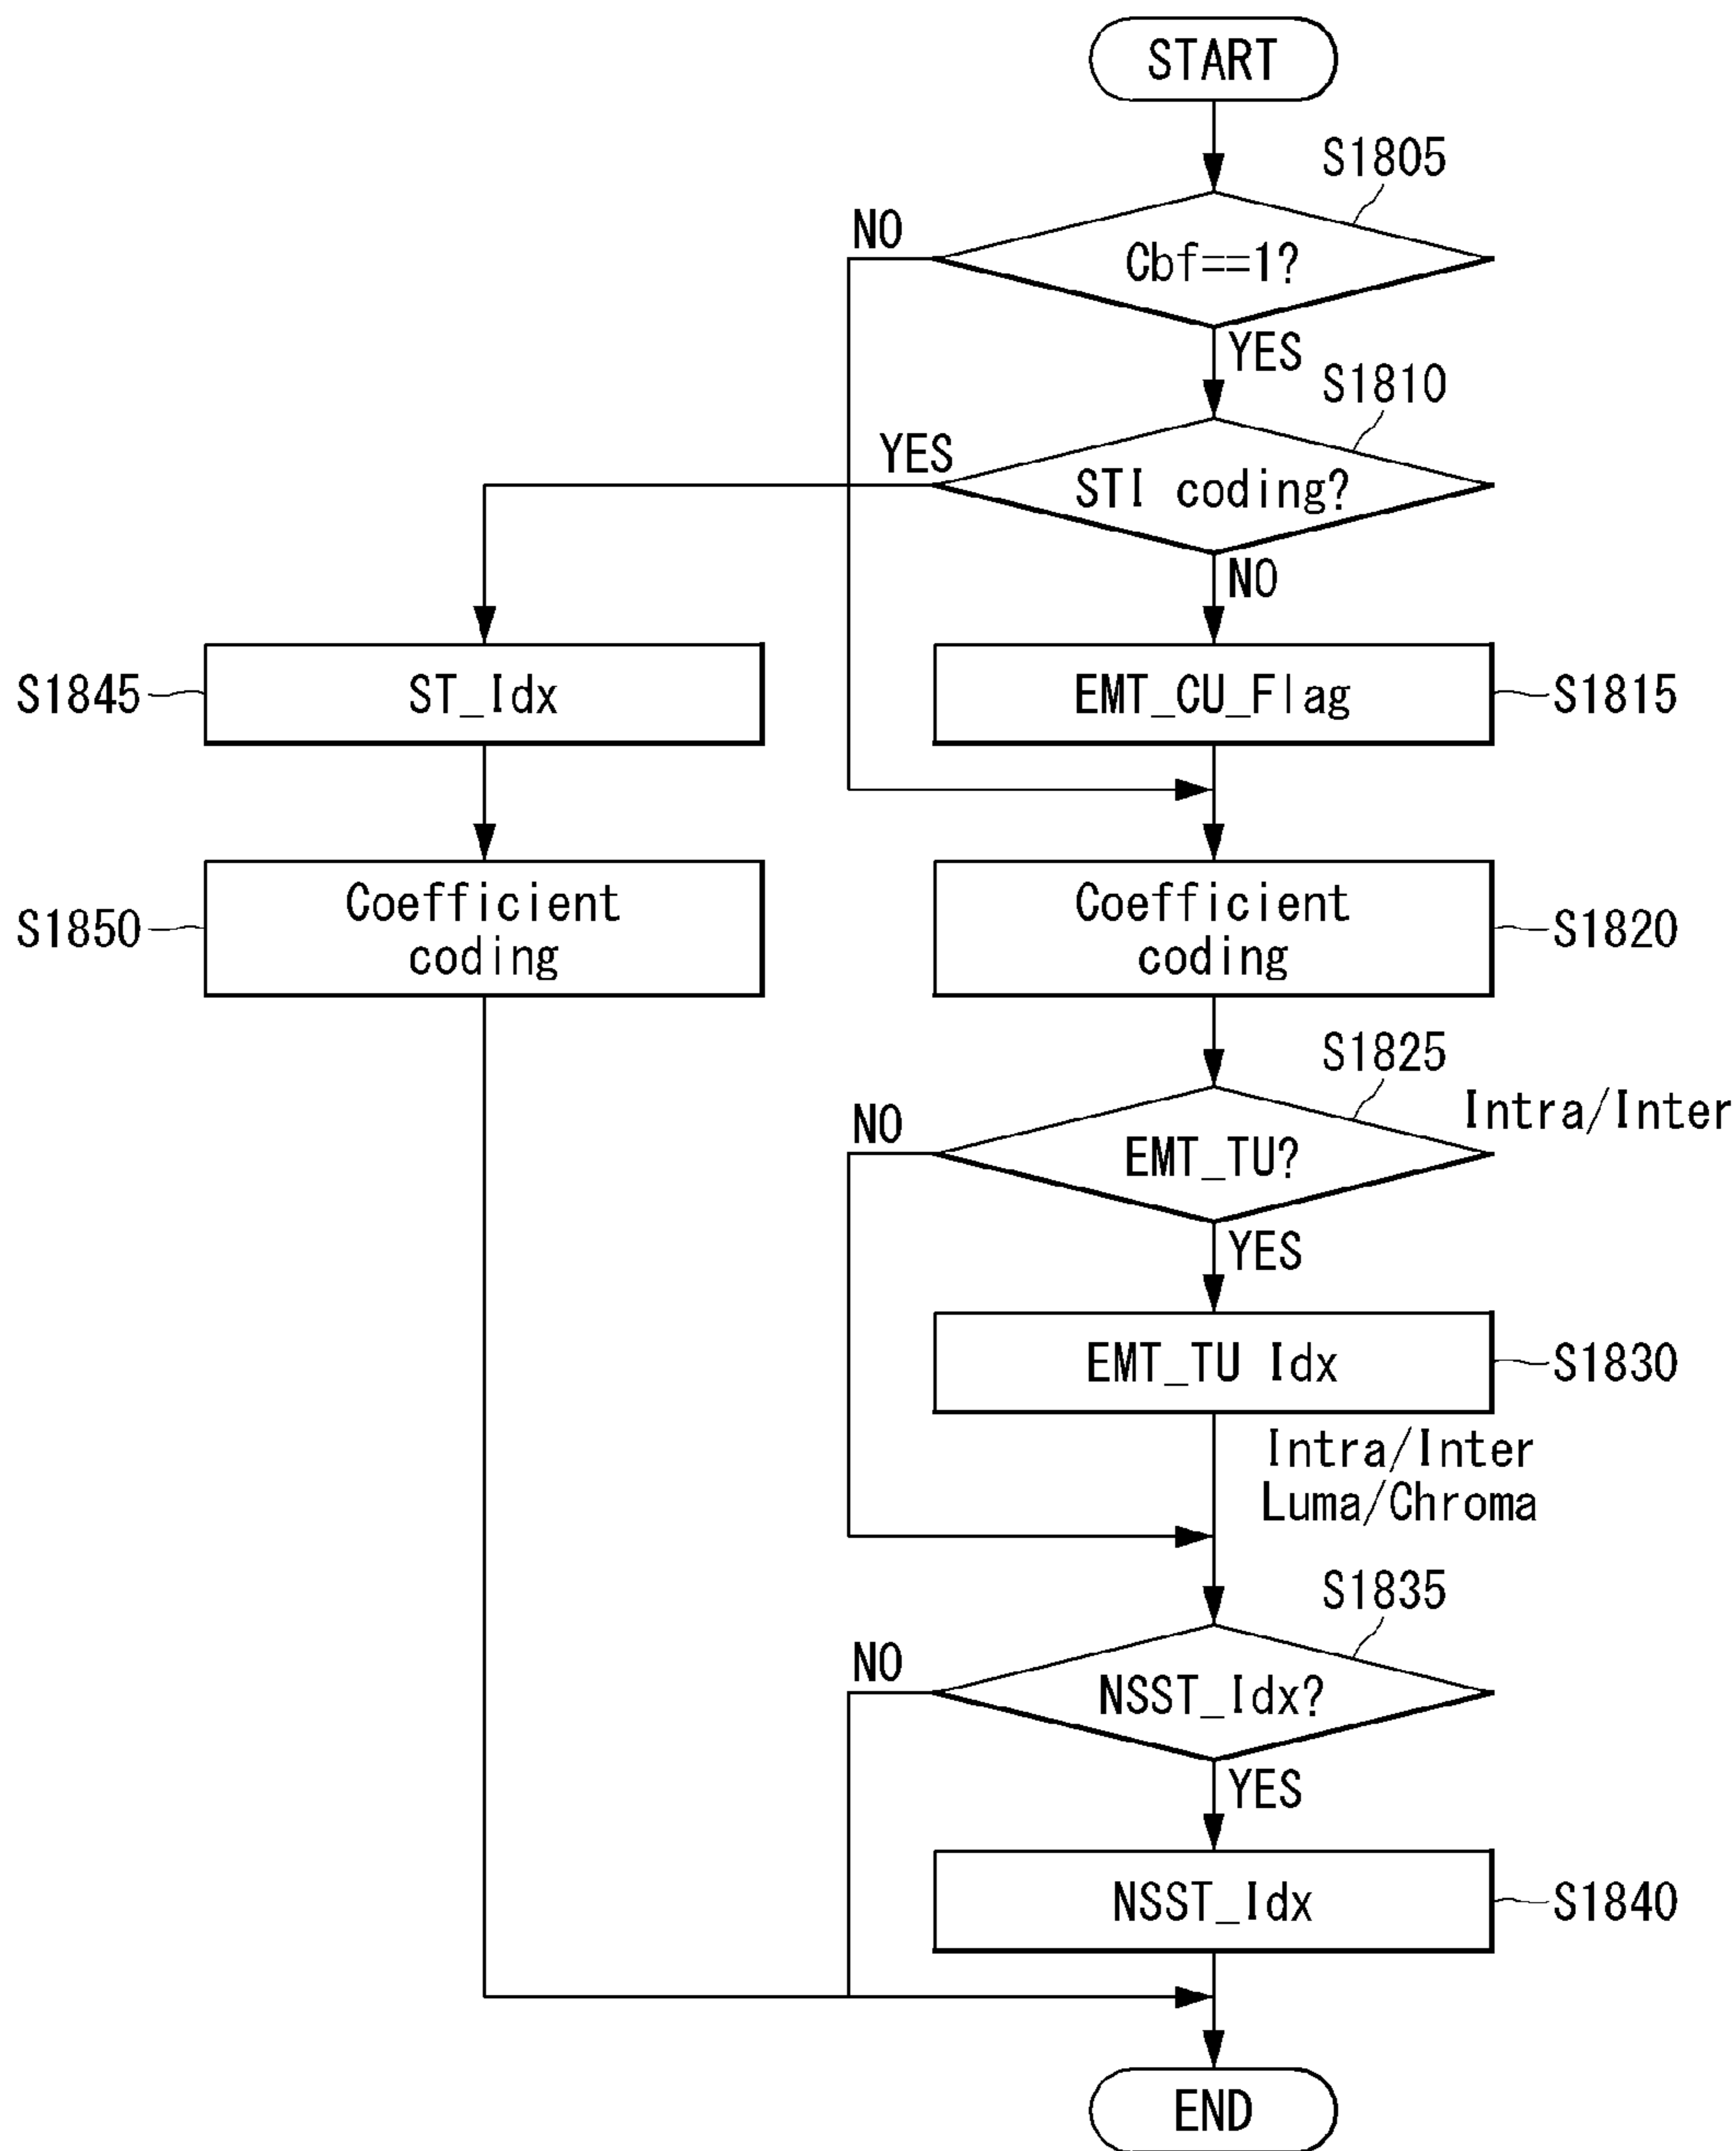 START
S1805
NO
Cbf==1?
YES
S1810
YES
STI coding?
NO
S1845
ST_Idx
EMT_CU_Flag
S1815
S1850
Coefficient
coding
Coefficient
coding
S1820
S1825
Intra/Inter
NO
EMT_TU?
YES
EMT_TU Idx
S1830
Intra/Inter
Luma/Chroma
S1835
NO
NSST_Idx?
YES
NSST_Idx
S1840
END